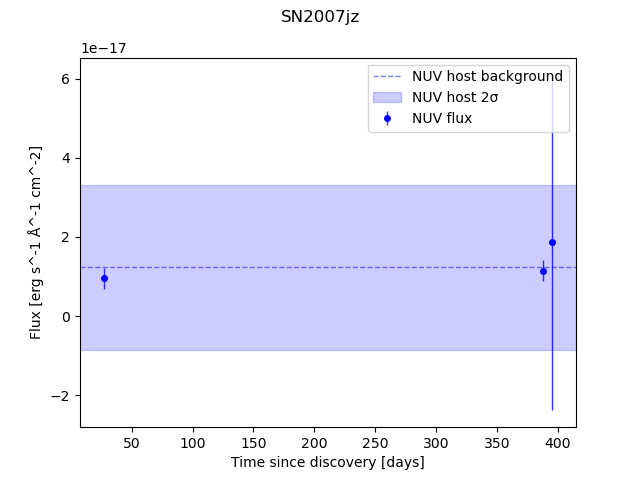 SN2007jz
1e−17
NUV host background
NUV host 2σ
NUV flux
6
4
2
0
−2
Flux [erg s^-1 Å^-1 cm^-2]
50 100 150 200 250 300 350 400
Time since discovery [days]